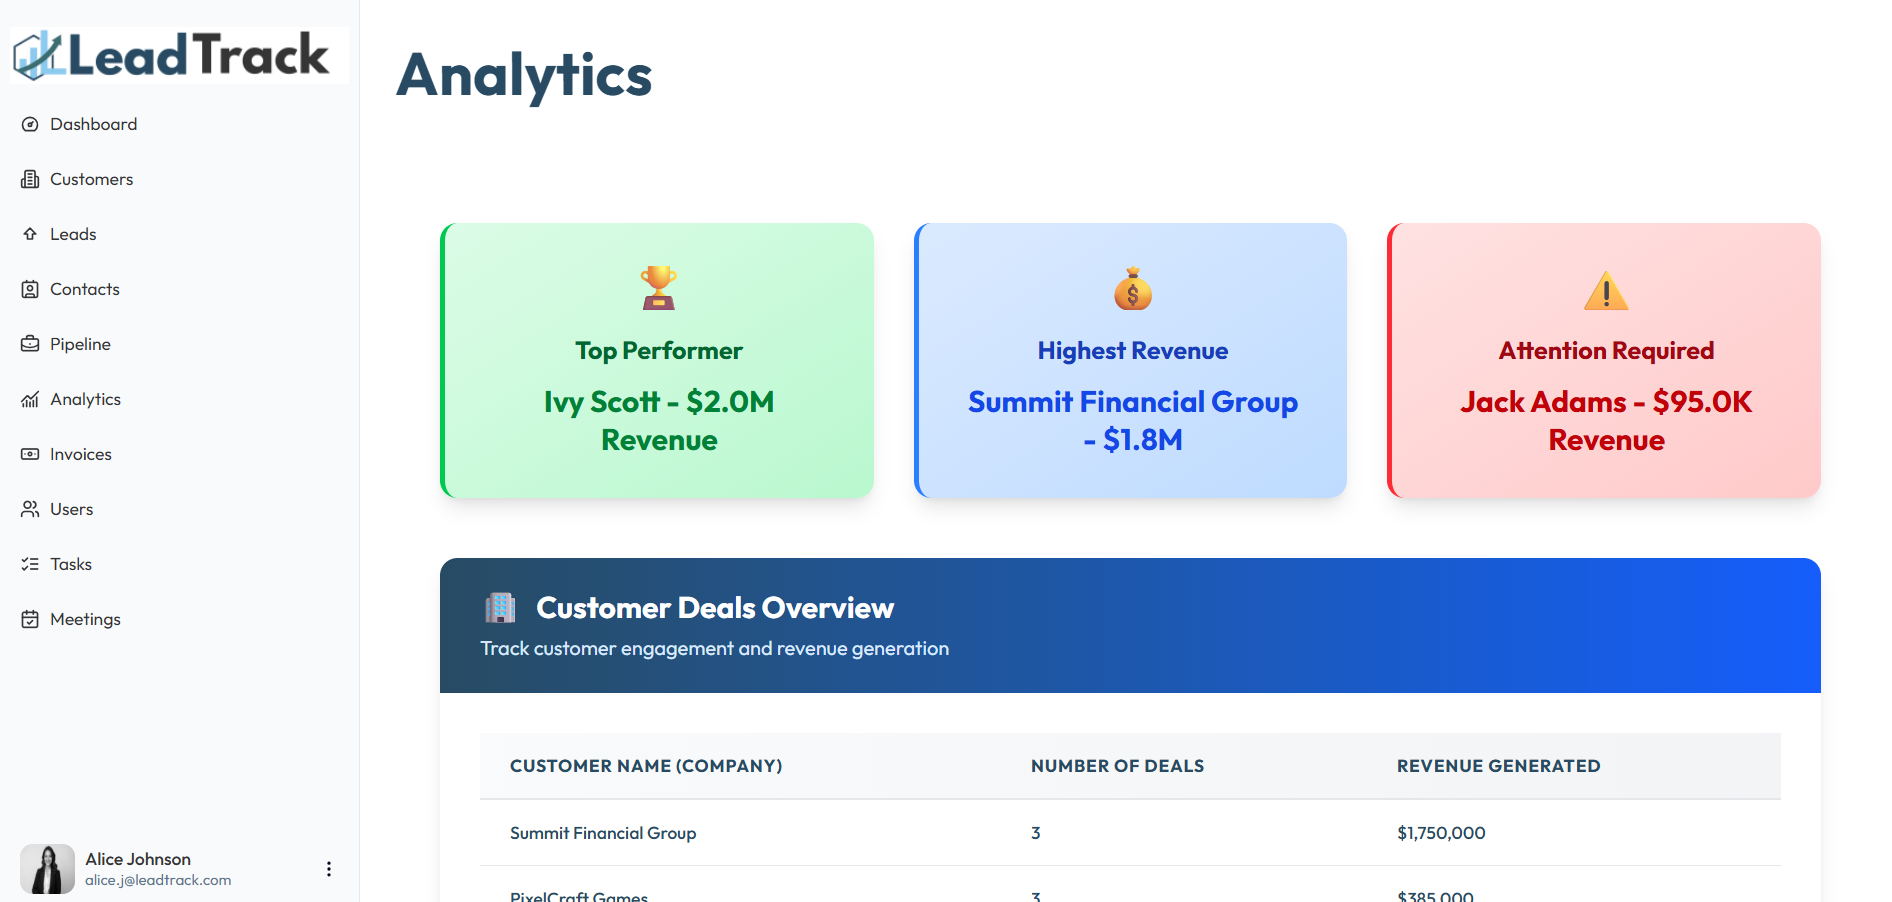 LeadTrack
Dashboard
Customers
Leads
Contacts
Pipeline
Analytics
Invoices
Users
Tasks
Meetings
Alice Johnson
alice.j@leadtrack.com
Analytics
Top Performer
Ivy Scott - $2.0M
Revenue
Highest Revenue
Summit Financial Group
- $1.8M
Attention Required
Jack Adams - $95.0K
Revenue
Customer Deals Overview
Track customer engagement and revenue generation
CUSTOMER NAME (COMPANY) NUMBER OF DEALS REVENUE GENERATED
Summit Financial Group 3 $1,750,000
PixelCraft Games 3 $385,000